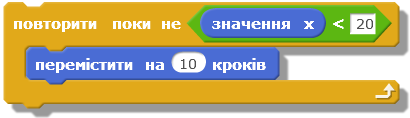 повторити поки не значення x < 20
перемістити на 10 кроків